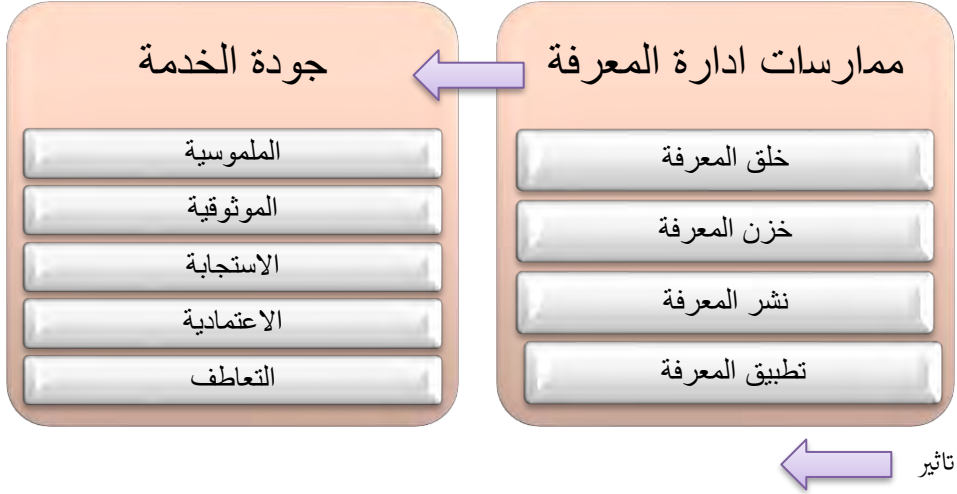 ممارسات ادارة المعرفة
خلق المعرفة
خزن المعرفة
نشر المعرفة
تطبيق المعرفة
جودة الخدمة
الملموسية
الموثوقية
الاستجابة
الاعتمادية
التعاطف
تاثير